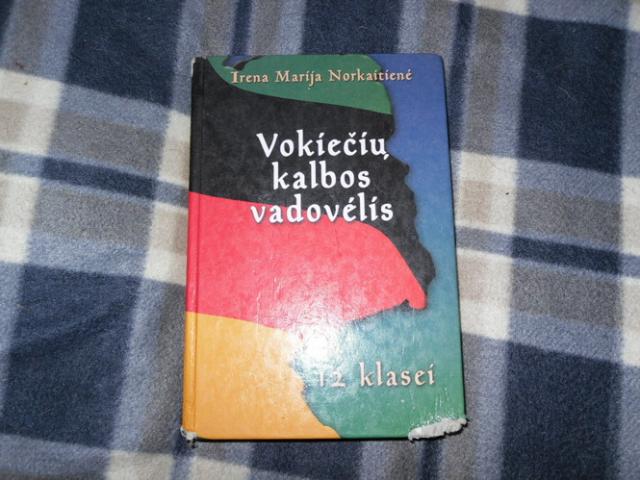 Irena Marija Norkaitienė
Vokiečių
kalbos
vadovėlis
12 klasei